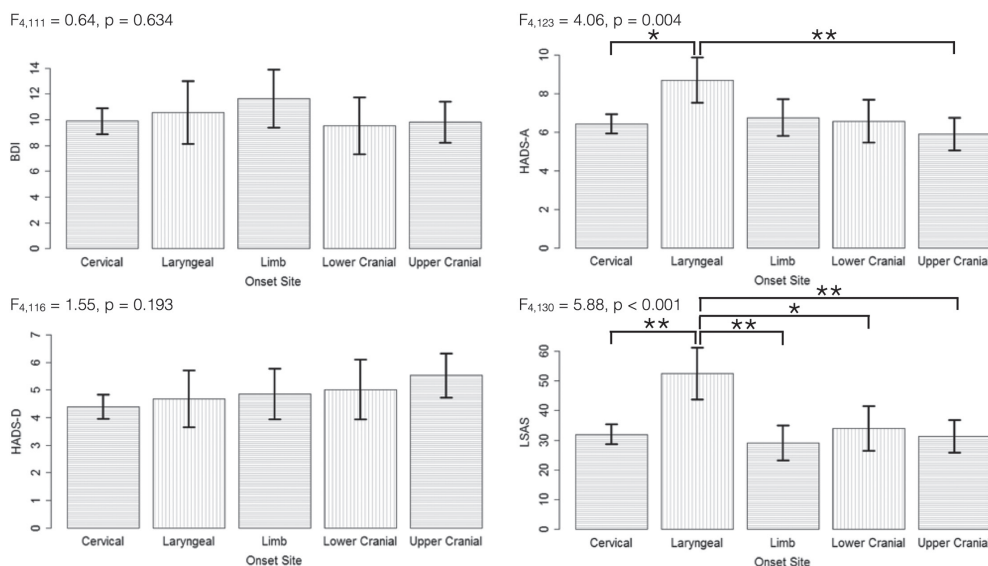 F4,111 = 0.64, p = 0.634
14
12
10
8
6
4
2
0
BDI
Cervical Laryngeal Limb Lower Cranial Upper Cranial
Onset Site
F4,123 = 4.06, p = 0.004
* **
10
8
6
4
2
0
HADS-A
Cervical Laryngeal Limb Lower Cranial Upper Cranial
Onset Site
F4,116 = 1.55, p = 0.193
7
6
5
4
3
2
1
0
HADS-D
Cervical Laryngeal Limb Lower Cranial Upper Cranial
Onset Site
F4,130 = 5.88, p < 0.001
**
*
** **
60
50
40
30
20
10
0
LSAS
Cervical Laryngeal Limb Lower Cranial Upper Cranial
Onset Site